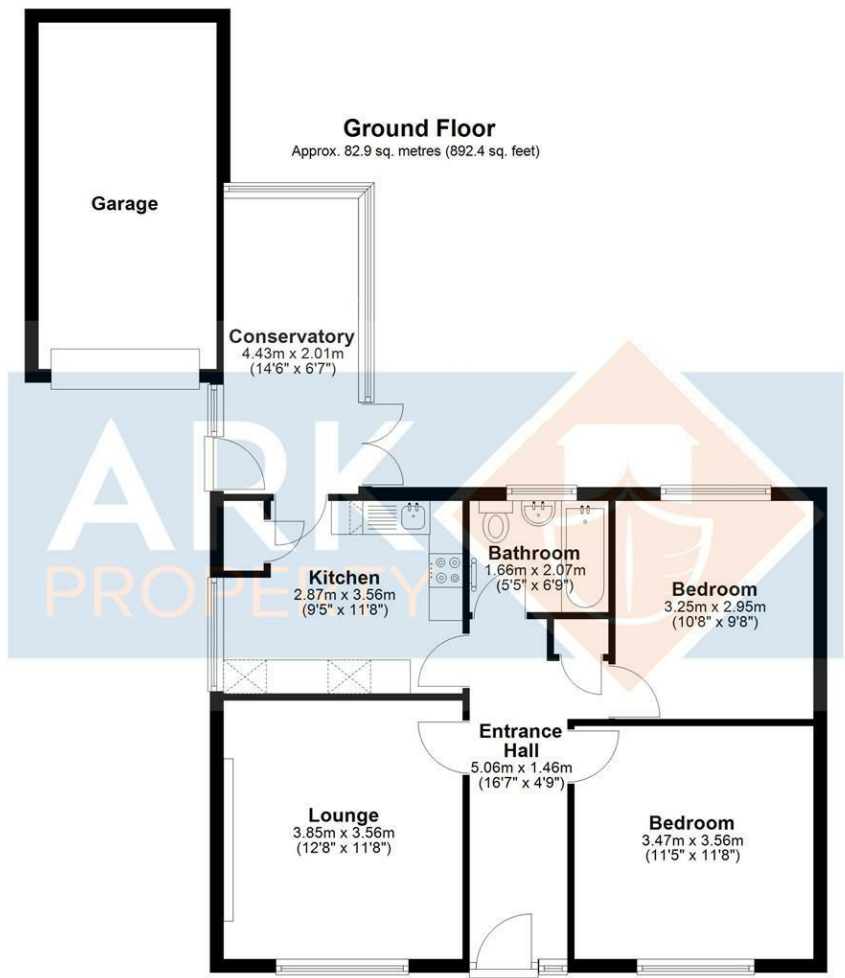 Ground Floor
Approx. 82.9 sq. metres (892.4 sq. feet)
Garage
Conservatory
4.43m x 2.01m
(14'6" x 6'7")
ARK
PROPERTY
Kitchen
2.87m x 3.56m
(9'5" x 11'8")
Bathroom
1.66m x 2.07m
(5'5" x 6'9")
Bedroom
3.25m x 2.95m
(10'8" x 9'8")
Entrance
Hall
5.06m x 1.46m
(16'7" x 4'9")
Lounge
3.85m x 3.56m
(12'8" x 11'8")
Bedroom
3.47m x 3.56m
(11'5" x 11'8")